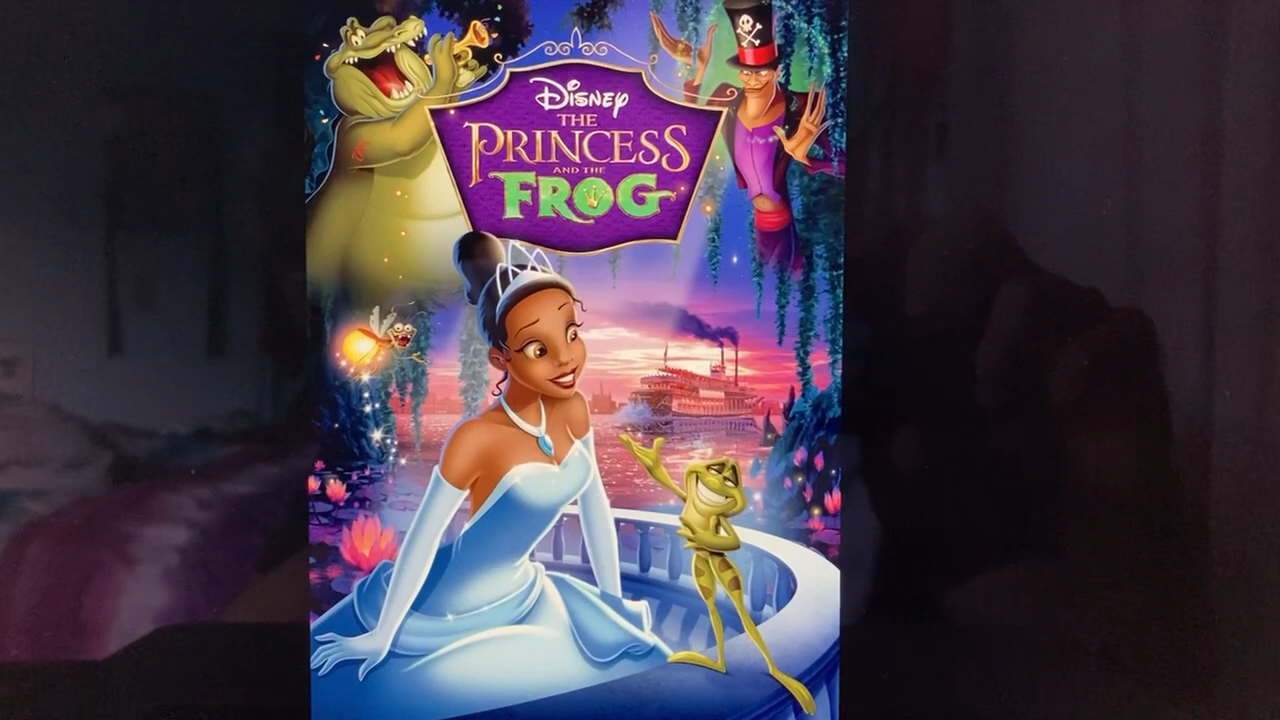 Disney
THE
PRINCESS
AND THE
FROG